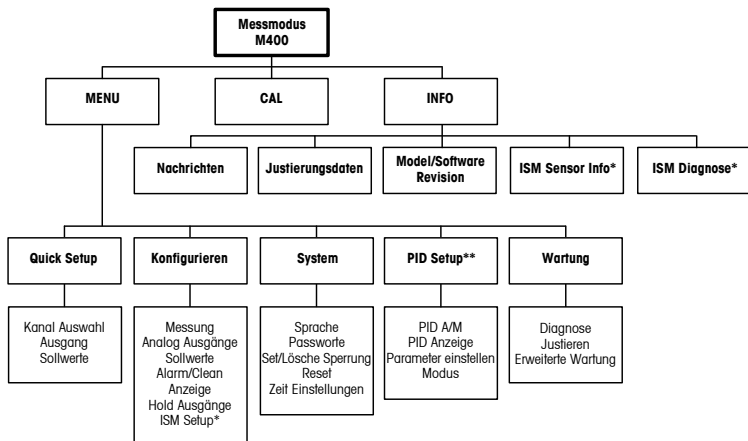 Messmodus
M400
MENU
CAL
INFO
Nachrichten
Justierungsdaten
Model/Software
Revision
ISM Sensor Info*
ISM Diagnose*
Quick Setup
Konfigurieren
System
PID Setup**
Wartung
Kanal Auswahl
Ausgang
Sollwerte
Messung
Analog Ausgänge
Sollwerte
Alarm/Clean
Anzeige
Hold Ausgänge
ISM Setup*
Sprache
Passworte
Set/Lösche Sperrung
Reset
Zeit Einstellungen
PID A/M
PID Anzeige
Parameter einstellen
Modus
Diagnose
Justieren
Erweiterte Wartung